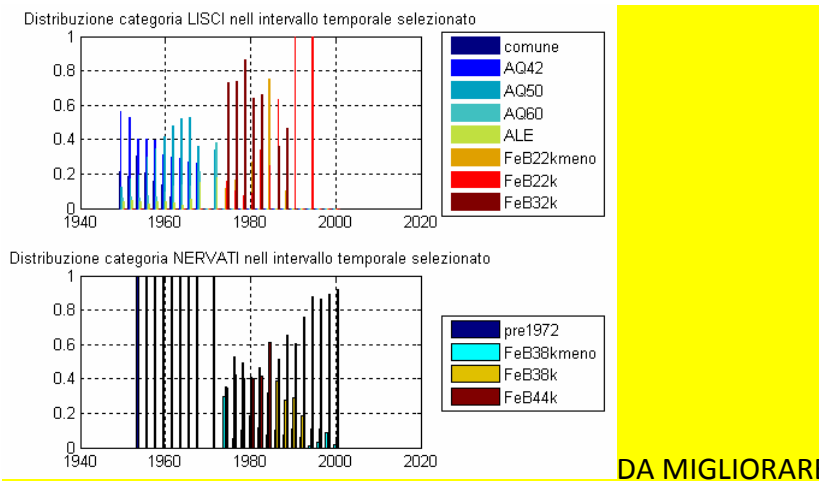 Distribuzione categoria LISCI nell intervallo temporale selezionato
1
0.8
0.6
0.4
0.2
0
1940
1960
1980
2000
2020
comune
AQ42
AQ50
AQ60
ALE
FeB22kmeno
FeB22k
FeB32k
Distribuzione categoria NERVATI nell intervallo temporale selezionato
1
0.8
0.6
0.4
0.2
0
1940
1960
1980
2000
2020
pre1972
FeB38kmeno
FeB38k
FeB44k
DA MIGLIORARE